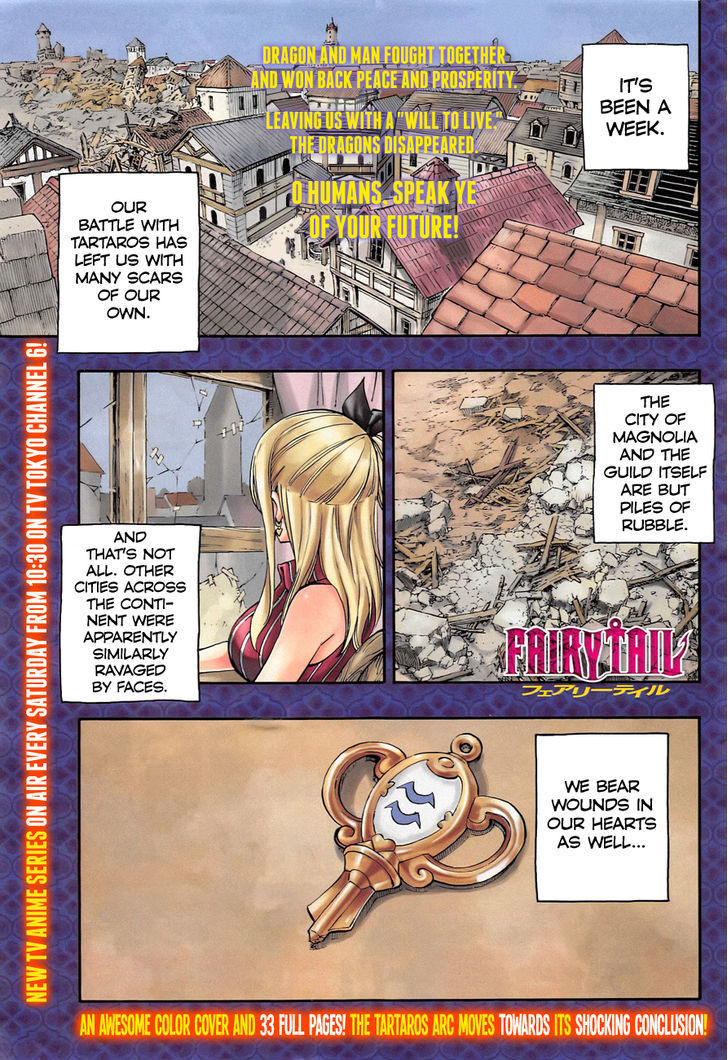 DRAGON AND MAN FOUGHT TOGETHER
AND WON BACK PEACE AND PROSPERITY.
LEAVING US WITH A "WILL TO LIVE,"
THE DRAGONS DISAPPEARED.
O HUMANS, SPEAK YE
OF YOUR FUTURE!
IT'S
BEEN A
WEEK.
OUR
BATTLE WITH
TARTAROS HAS
LEFT US WITH
MANY SCARS
OF OUR
OWN.
THE
CITY OF
MAGNOLIA
AND THE
GUILD ITSELF
ARE BUT
PILES OF
RUBBLE.
AND
THAT'S NOT
ALL. OTHER
CITIES ACROSS
THE CONTI-
NENT WERE
APPARENTLY
SIMILARLY
RAVAGED
BY FACES.
FAIRY TAIL
フェアリーテイル
WE BEAR
WOUNDS IN
OUR HEARTS
AS WELL...
NEW TV ANIME SERIES ON AIR EVERY SATURDAY FROM 10:30 ON TV TOKYO CHANNEL 6!
AN AWESOME COLOR COVER AND 33 FULL PAGES! THE TARTAROS ARC MOVES TOWARDS ITS SHOCKING CONCLUSION!